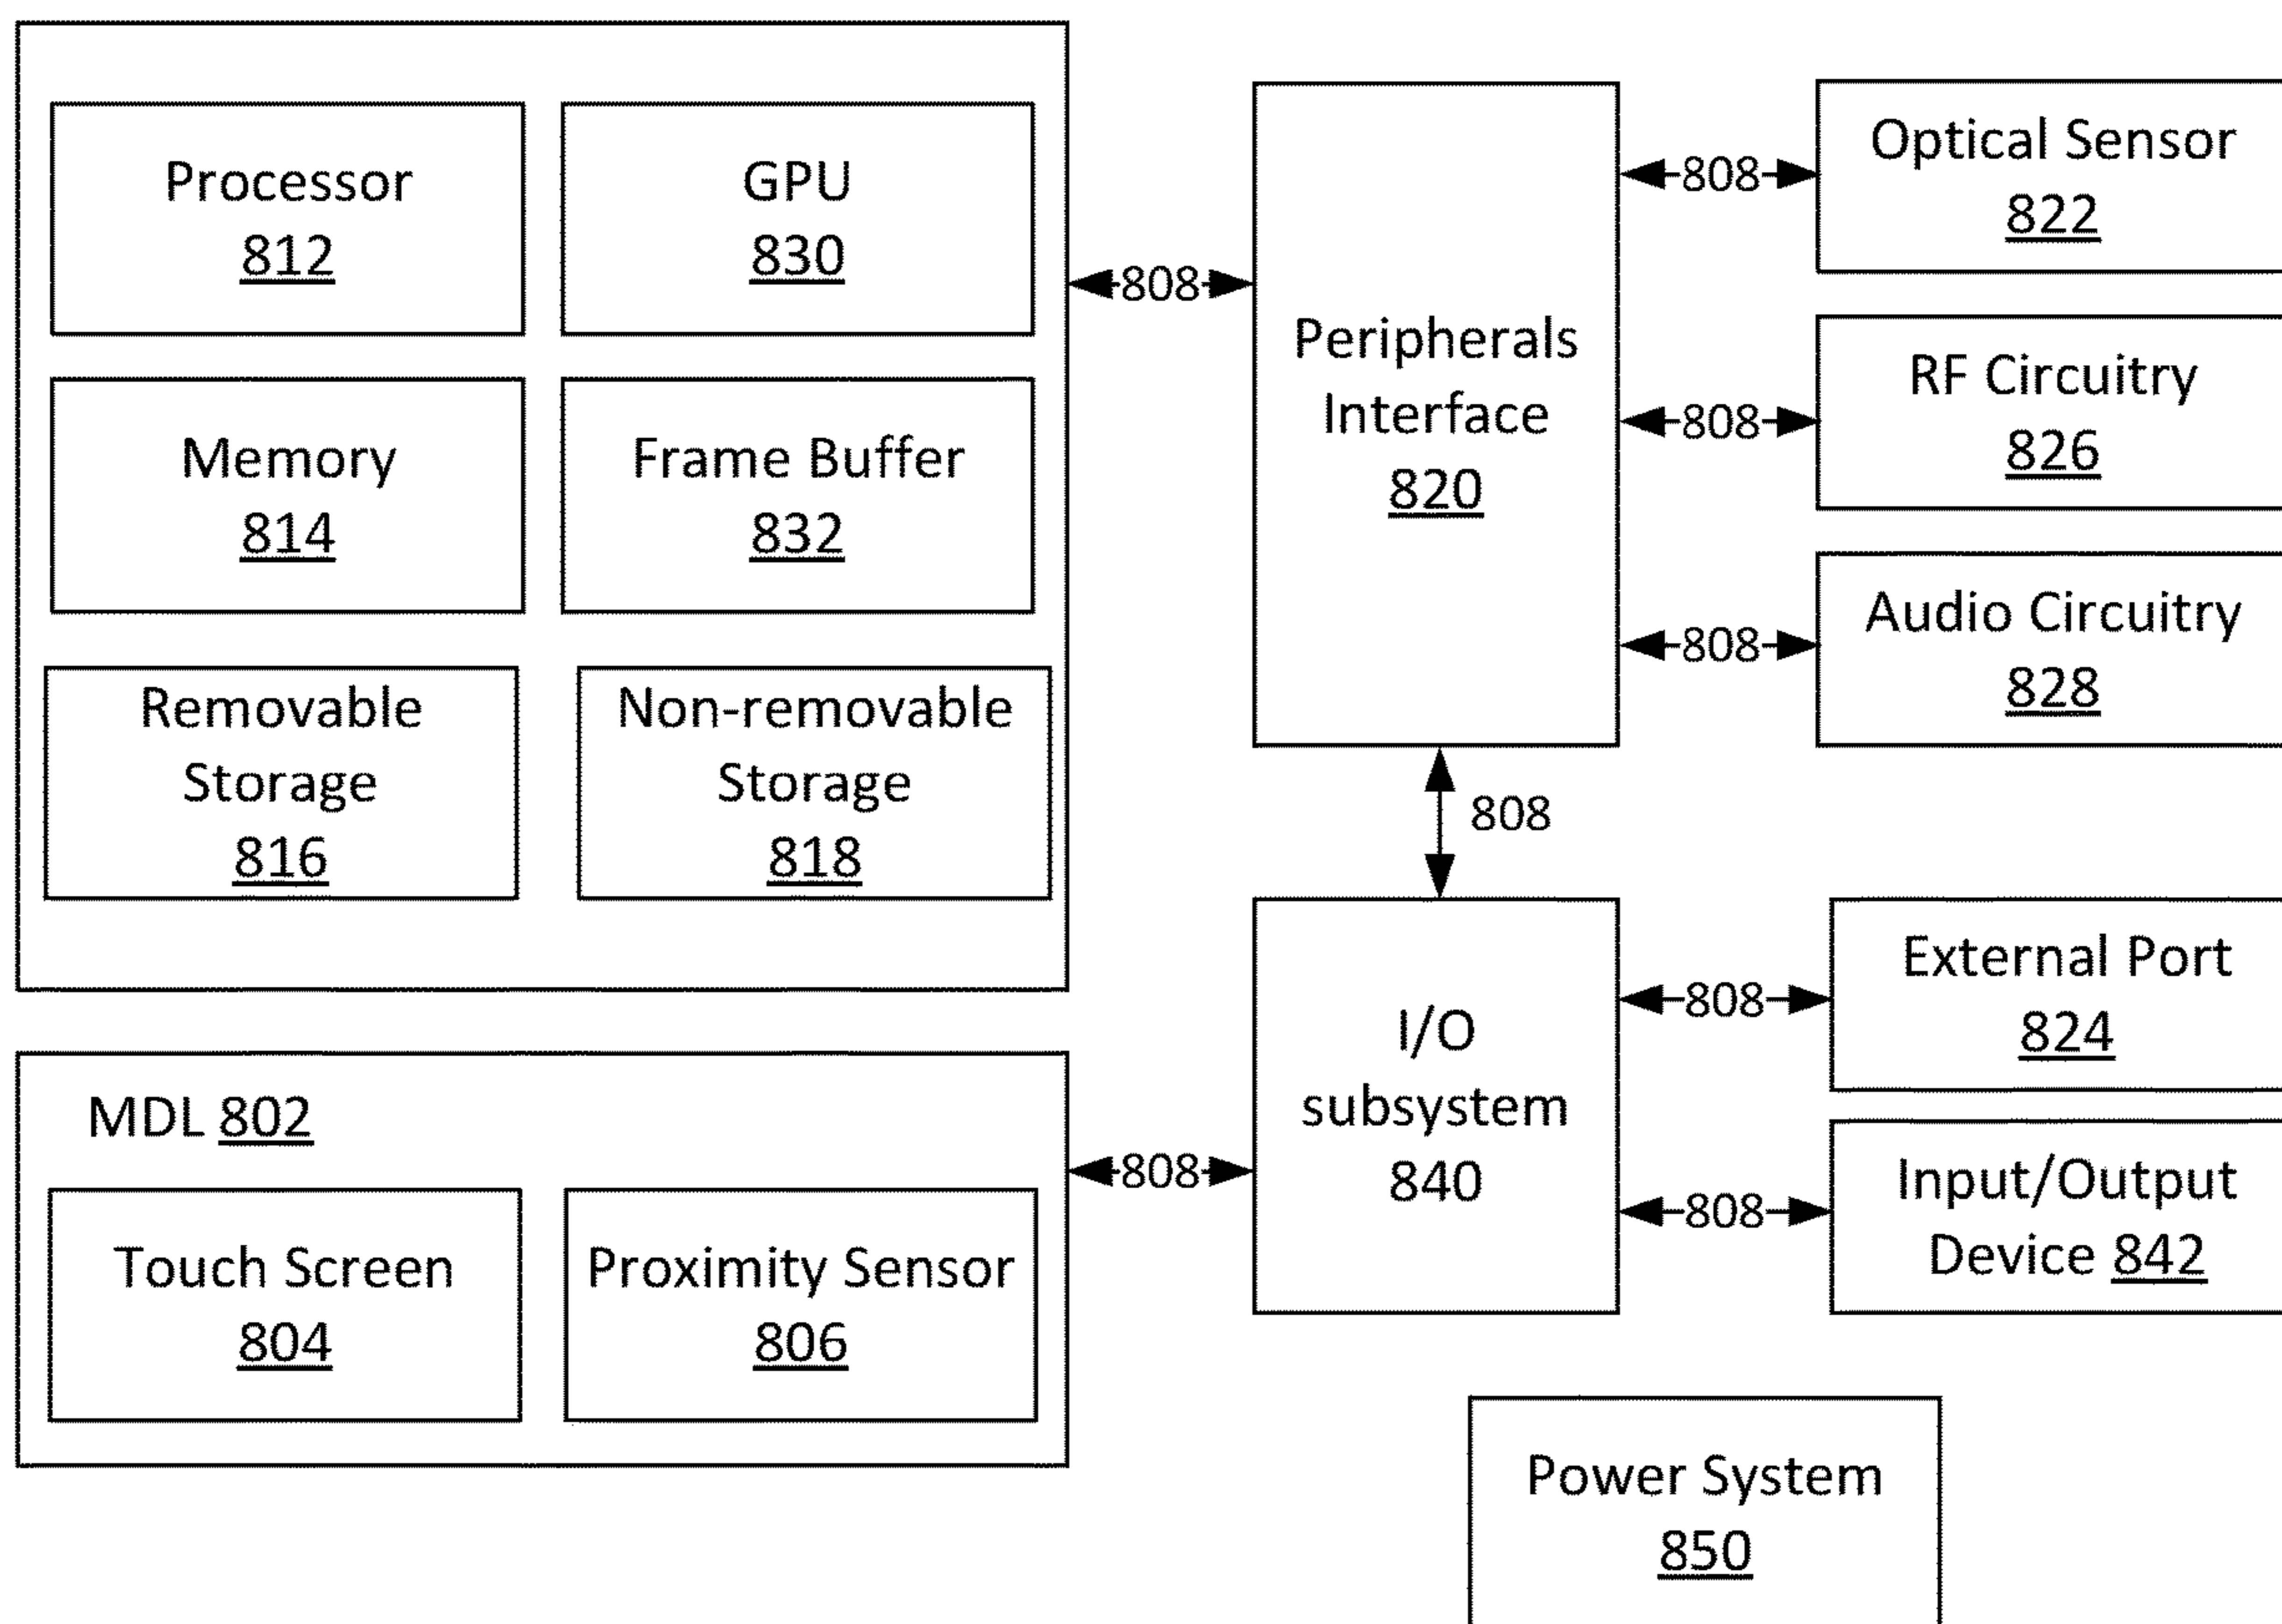 Processor
812
GPU
830
Memory
814
Frame Buffer
832
Removable
Storage
816
Non-removable
Storage
818
808
Peripherals
Interface
820
808
Optical Sensor
822
808
RF Circuitry
826
808
Audio Circuitry
828
808
MDL 802
Touch Screen
804
Proximity Sensor
806
808
I/O
subsystem
840
808
External Port
824
808
Input/Output
Device 842
Power System
850